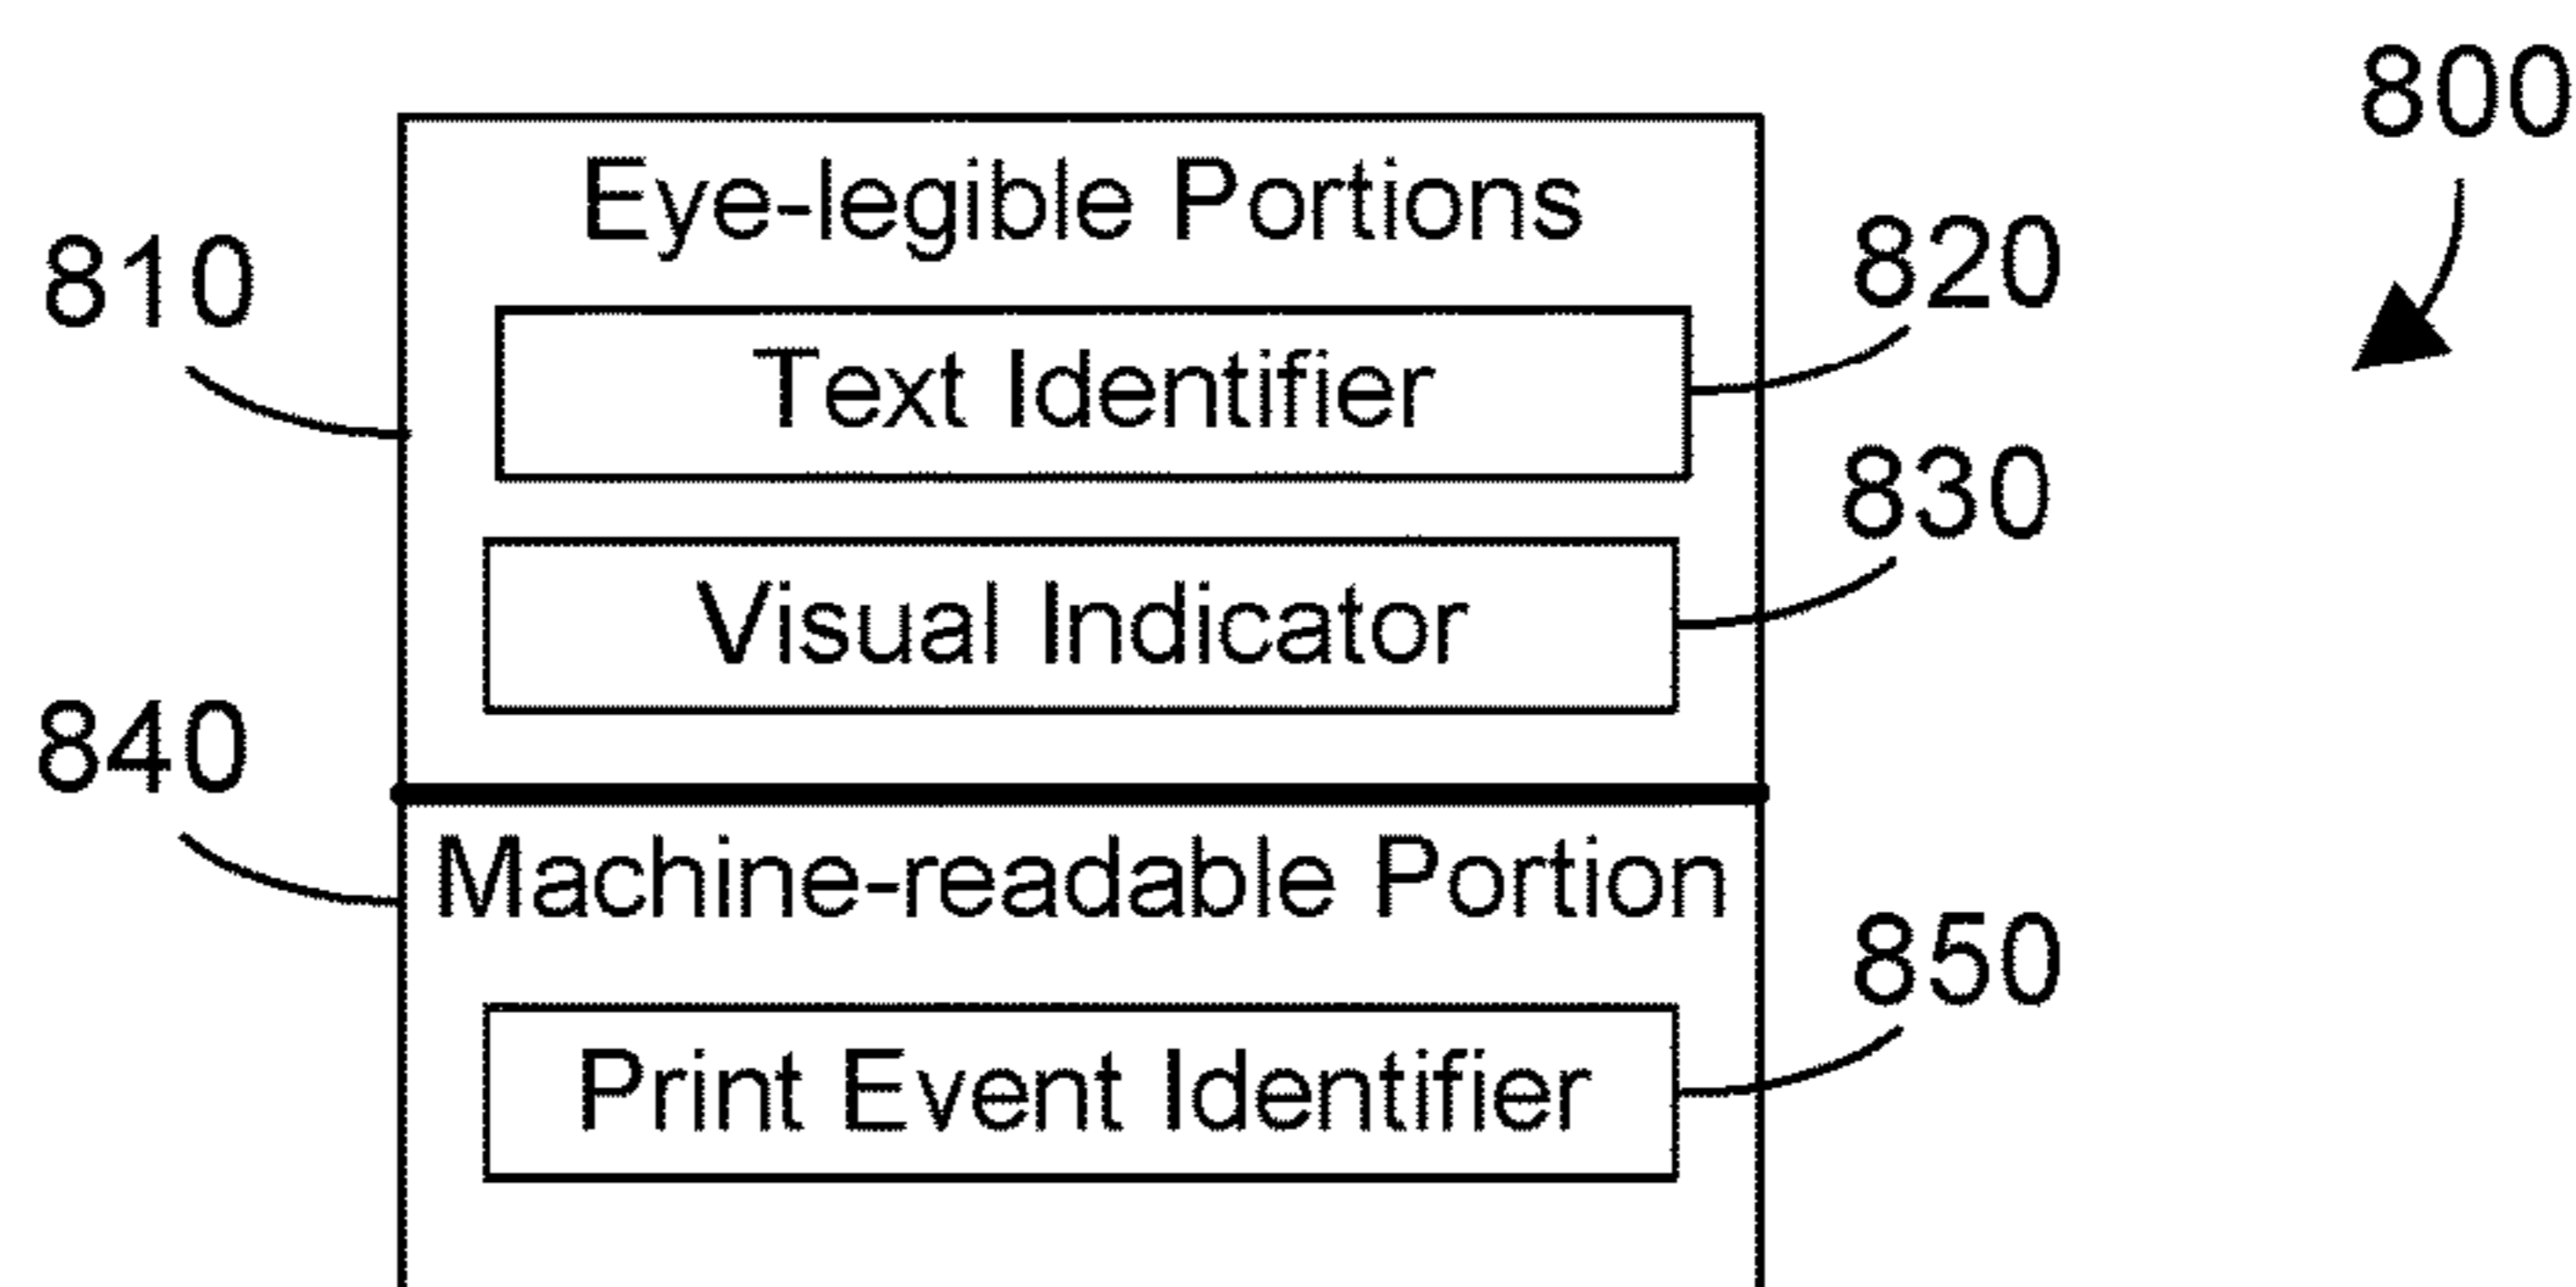 800
Eye-legible Portions
810
820
Text Identifier
830
Visual Indicator
840
Machine-readable Portion
850
Print Event Identifier